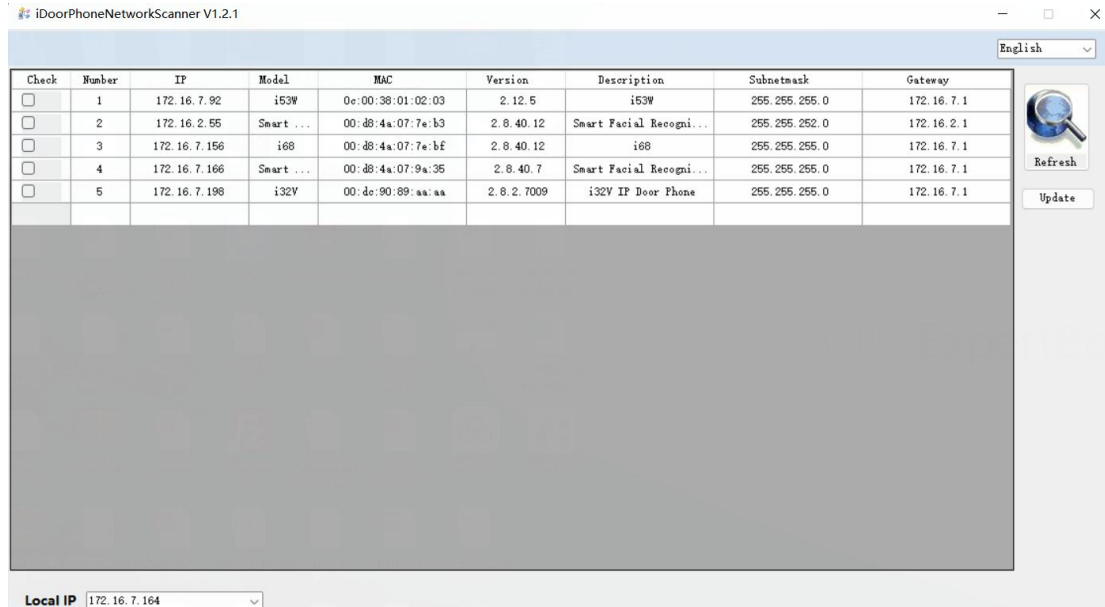 iDoorPhoneNetworkScanner V1.2.1
English
Check Number IP Model MAC Version Description Subnetmask Gateway
1 172.16.7.92 i53W 0c:00:38:01:02:03 2.12.5 i53W 255.255.255.0 172.16.7.1
2 172.16.2.55 Smart ... 00:d8:4a:07:7e:b3 2.8.40.12 Smart Facial Recogni... 255.255.252.0 172.16.2.1
3 172.16.7.156 i68 00:d8:4a:07:7e:bf 2.8.40.12 i68 255.255.255.0 172.16.7.1
4 172.16.7.166 Smart ... 00:d8:4a:07:9a:35 2.8.40.7 Smart Facial Recogni... 255.255.255.0 172.16.7.1
5 172.16.7.198 i32V 00:dc:90:89:aa:aa 2.8.2.7009 i32V IP Door Phone 255.255.255.0 172.16.7.1
Refresh
Update
Local IP 172.16.7.164